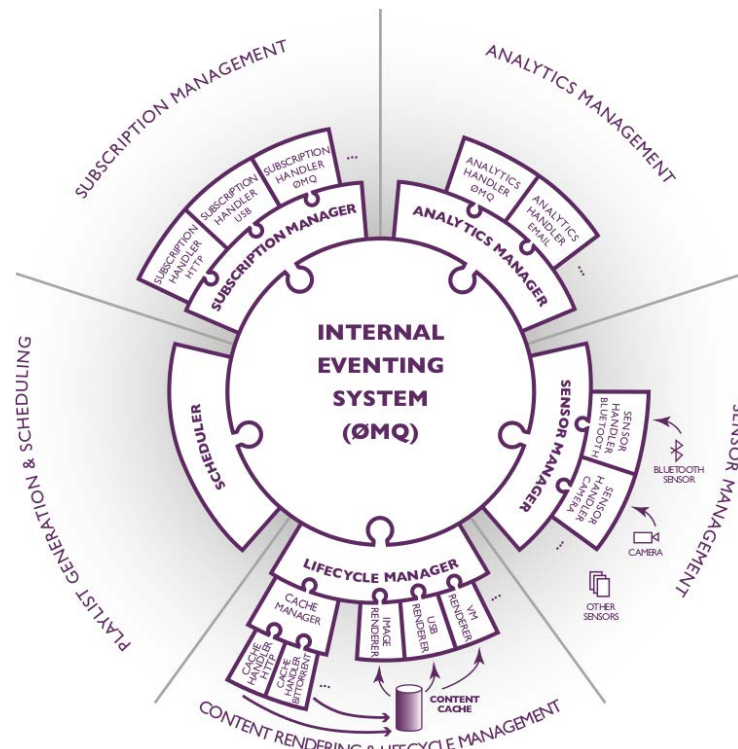 SUBSCRIPTION MANAGEMENT
ANALYTICS MANAGEMENT
SUBSCRIPTION
HANDLER
HTTP
SUBSCRIPTION
HANDLER
USB
SUBSCRIPTION
HANDLER
ØMQ
...
SUBSCRIPTION MANAGER
ANALYTICS
HANDLER
ØMQ
ANALYTICS
HANDLER
EMAIL
...
ANALYTICS MANAGER
INTERNAL
EVENTING
SYSTEM
(ØMQ)
PLAYLIST GENERATION & SCHEDULING
SCHEDULER
SENSOR MANAGER
SENSOR
HANDLER
BLUETOOTH
SENSOR
HANDLER
CAMERA
...
BLUETOOTH
SENSOR
CAMERA
OTHER
SENSORS
SENSOR MANAGEMENT
LIFECYCLE MANAGER
CACHE
MANAGER
CACHE
HANDLER
HTTP
CACHE
HANDLER
BITTORRENT
...
IMAGE
RENDERER
USB
RENDERER
VM
RENDERER
...
CONTENT
CACHE
CONTENT RENDERING & LIFECYCLE MANAGEMENT